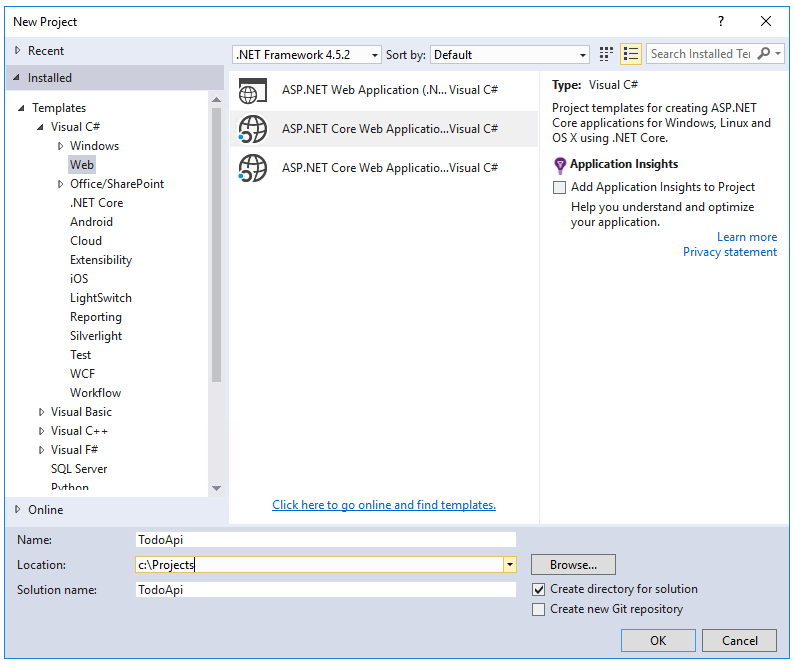 New Project
?
Recent
.NET Framework 4.5.2
Sort by:
Default
Search Installed Ter
Installed
Templates
Visual C#
Windows
Web
Office/SharePoint
.NET Core
Android
Cloud
Extensibility
iOS
LightSwitch
Reporting
Silverlight
Test
WCF
Workflow
Visual Basic
Visual C++
Visual F#
SQL Server
Python
Online
ASP.NET Web Application (.N... Visual C#
ASP.NET Core Web Applicatio...Visual C#
ASP.NET Core Web Applicatio...Visual C#
Click here to go online and find templates.
Type: Visual C#
Project templates for creating ASP.NET
Core applications for Windows, Linux and
OS X using .NET Core.
Application Insights
Add Application Insights to Project
Help you understand and optimize
your application.
Learn more
Privacy statement
Name:
TodoApi
Location:
c:\Projects
Browse...
Solution name:
TodoApi
Create directory for solution
Create new Git repository
OK
Cancel